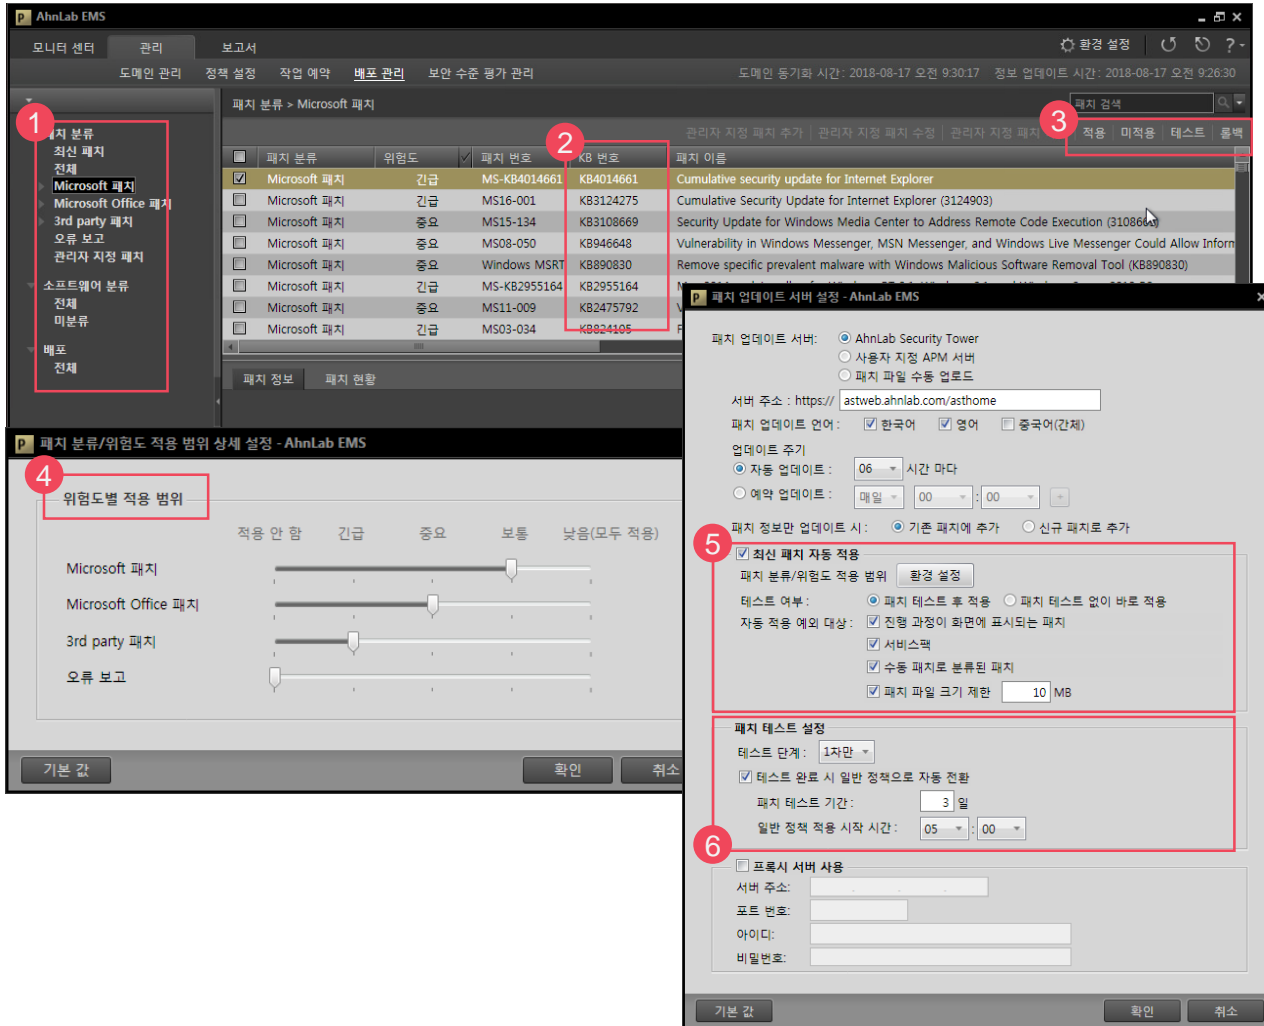 AhnLab EMS
모니터 센터 관리 보고서 환경 설정
도메인 관리 정책 설정 작업 예약 배포 관리 보안 수준 평가 관리 도메인 동기화 시간: 2018-08-17 오전 9:30:17 정보 업데이트 시간: 2018-08-17 오전 9:26:30
패치 분류 > Microsoft 패치 패치 검색
1
치 분류
최신 패치
전체
Microsoft 패치
Microsoft Office 패치
3rd party 패치
오류 보고
관리자 지정 패치
소프트웨어 분류
전체
미분류
배포
전체
3
관리자 지정 패치 추가 관리자 지정 패치 수정 관리자 지정 패치 적용 미적용 테스트 롤백
2
패치 분류 위험도 패치 번호 KB 번호 패치 이름
Microsoft 패치 긴급 MS-KB4014661 KB4014661 Cumulative security update for Internet Explorer
Microsoft 패치 긴급 MS16-001 KB3124275 Cumulative Security Update for Internet Explorer (3124903)
Microsoft 패치 중요 MS15-134 KB3108669 Security Update for Windows Media Center to Address Remote Code Execution
Microsoft 패치 중요 MS08-050 KB946648 Vulnerability in Windows Messenger, MSN Messenger, and Windows Live Messenger Could Allow Inform
Microsoft 패치 중요 Windows MSRT KB890830 Remove specific prevalent malware with Windows Malicious Software Removal Tool (KB890830)
Microsoft 패치 긴급 MS-KB2955164 KB2955164
Microsoft 패치 중요 MS11-009 KB2475792
Microsoft 패치 긴급 MS03-034 KB824105
패치 정보 패치 현황
패치 분류/위험도 적용 범위 상세 설정 - AhnLab EMS
4
위험도별 적용 범위
적용 안 함 긴급 중요 보통 낮음(모두 적용)
Microsoft 패치
Microsoft Office 패치
3rd party 패치
오류 보고
기본 값 확인 취소
패치 업데이트 서버 설정 - AhnLab EMS
패치 업데이트 서버: AhnLab Security Tower
사용자 지정 APM 서버
패치 파일 수동 업로드
서버 주소 : https:// astweb.ahnlab.com/asthome
패치 업데이트 언어 : 한국어 영어 중국어(간체)
업데이트 주기
자동 업데이트 : 06 시간 마다
예약 업데이트 : 매일 00 : 00 +
패치 정보만 업데이트 시 : 기존 패치에 추가 신규 패치로 추가
5
최신 패치 자동 적용
패치 분류/위험도 적용 범위 환경 설정
테스트 여부 : 패치 테스트 후 적용 패치 테스트 없이 바로 적용
자동 적용 예외 대상 : 진행 과정이 화면에 표시되는 패치
서비스팩
수동 패치로 분류된 패치
패치 파일 크기 제한 10 MB
패치 테스트 설정
테스트 단계 : 1차만
테스트 완료 시 일반 정책으로 자동 전환
패치 테스트 기간 : 3 일
일반 정책 적용 시작 시간 : 05 : 00
6
프록시 서버 사용
서버 주소:
포트 번호:
아이디:
비밀번호:
기본 값 확인 취소